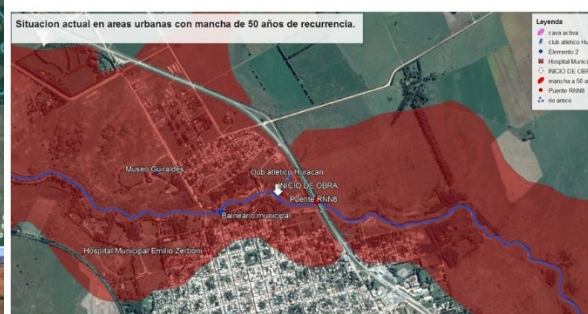 Situacion actual en areas urbanas con mancha de 50 años de recurrencia.
Leyenda
cava activa
club atletico Hu
Elemento 2
Hospital Munici
INICIO DE OBR
mancha a 50 a
Puente RNN8
rio areco
Museo Guiraldes
club atletico Huracan
INICIO DE OBRA
Puente RNN8
Balneario municipal
Hospital Municipal Emilio Zerboni